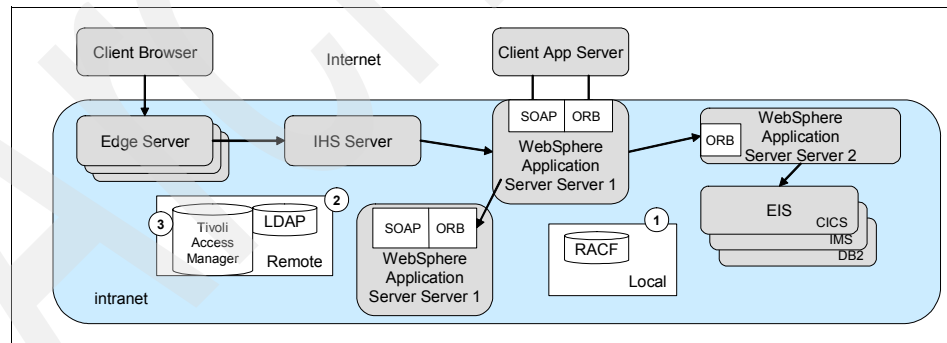 Client Browser
Internet
Client App Server
Edge Server
IHS Server
SOAP
ORB
WebSphere
Application
Server Server 1
ORB
WebSphere
Application
Server Server 2
EIS
CICS
IMS
DB2
3
Tivoli
Access
Manager
2
LDAP
Remote
SOAP
ORB
WebSphere
Application
Server Server 1
1
RACF
Local
intranet